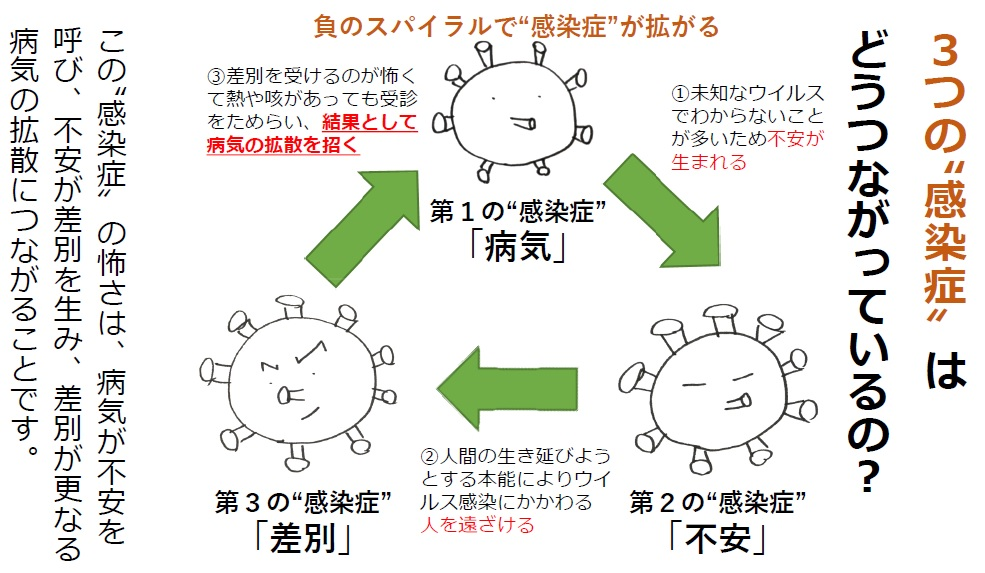 ３つの“感染症”は
どうつながっているの？
負のスパイラルで“感染症”が拡がる
①未知なウイルス
でわからないこと
が多いため不安が
生まれる
第１の“感染症”
「病気」
②人間の生き延びよう
とする本能によりウイ
ルス感染にかかわる
人を遠ざける
第２の“感染症”
「不安」
③差別を受けるのが怖く
て熱や咳があっても受診
をためらい、結果として
病気の拡散を招く
第３の“感染症”
「差別」
この“感染症”の怖さは、病気が不安を
呼び、不安が差別を生み、差別が更なる
病気の拡散につながることです。